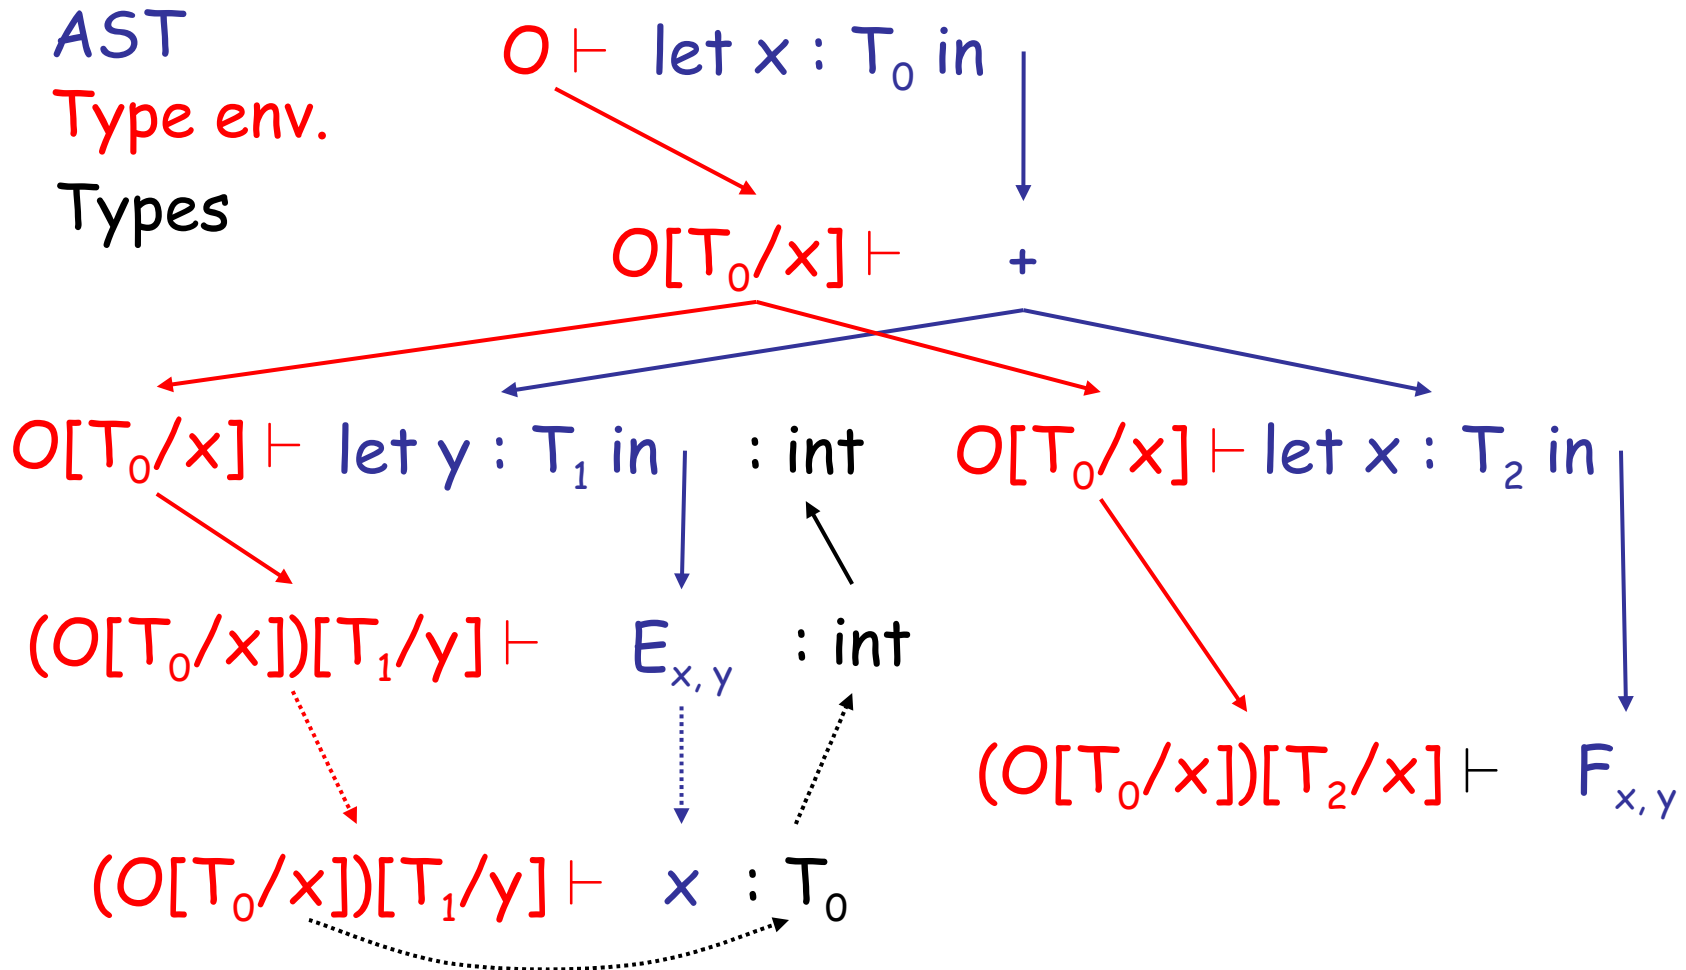 AST
Type env.
Types
O ⊢ let x : T₀ in
O[T₀/x] ⊢ +
O[T₀/x] ⊢ let y : T₁ in : int
O[T₀/x] ⊢ let x : T₂ in
(O[T₀/x])[T₁/y] ⊢ Eₓ, y : int
(O[T₀/x])[T₂/x] ⊢ Fₓ, y
(O[T₀/x])[T₁/y] ⊢ x : T₀